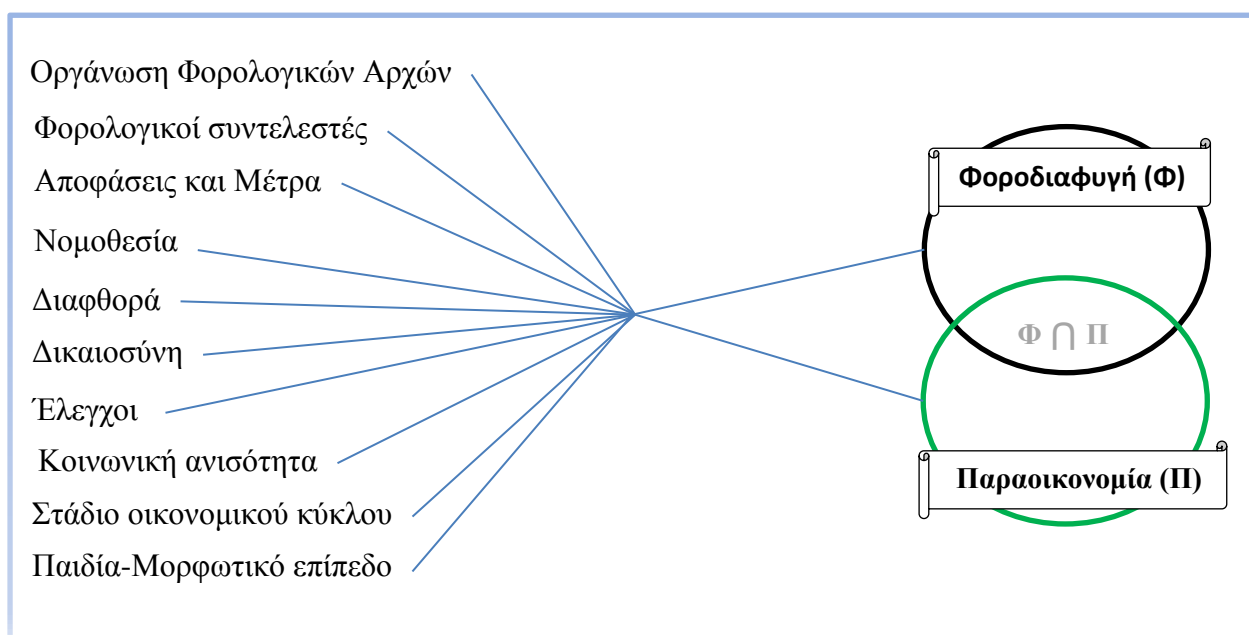 Οργάνωση Φορολογικών Αρχών
Φορολογικοί συντελεστές
Αποφάσεις και Μέτρα
Νομοθεσία
Διαφθορά
Δικαιοσύνη
Έλεγχοι
Κοινωνική ανισότητα
Στάδιο οικονομικού κύκλου
Παιδία-Μορφωτικό επίπεδο
Φοροδιαφυγή (Φ)
Φ ⋂ Π
Παραοικονομία (Π)